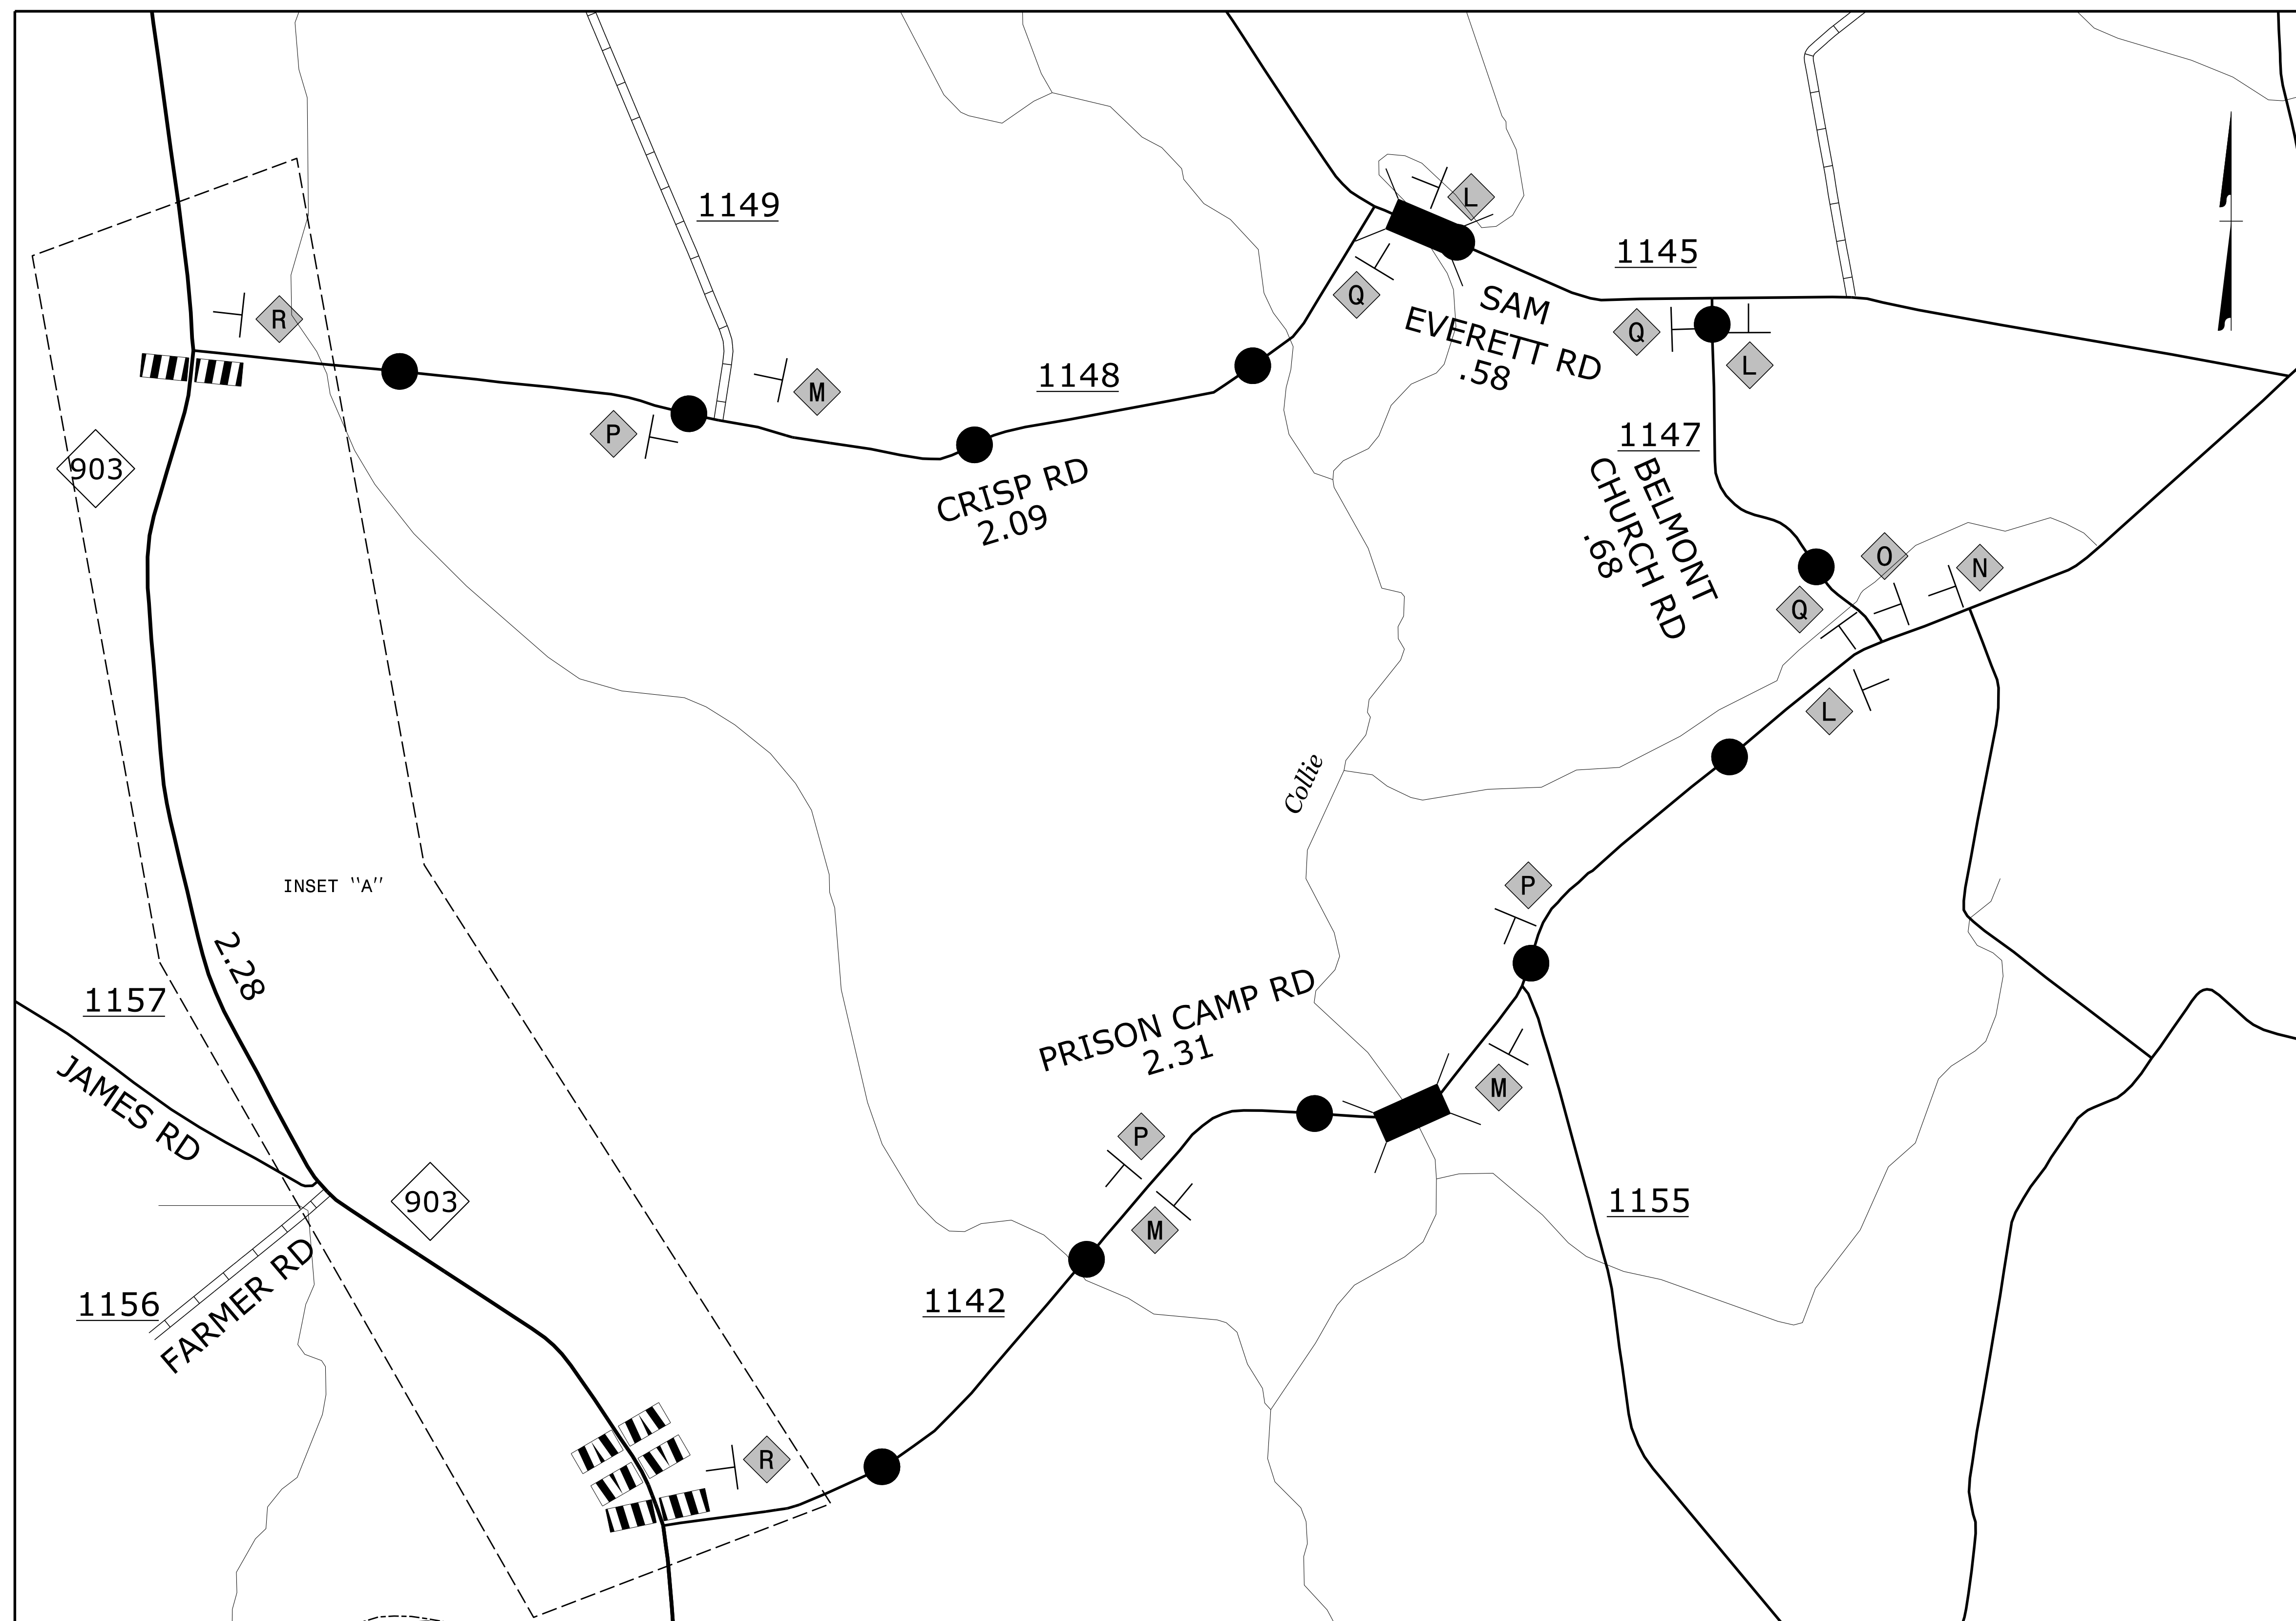 1149
L
1145
R
Q
SAM
EVERETT RD
.58
Q
L
M
1148
P
903
CRISP RD
2.09
1147
BELMONT
CHURCH RD
.68
O
N
Q
L
Collie
INSET "A"
P
2.28
1157
JAMES RD
PRISON CAMP RD
2.31
M
P
M
903
1155
1156
FARMER RD
1142
R